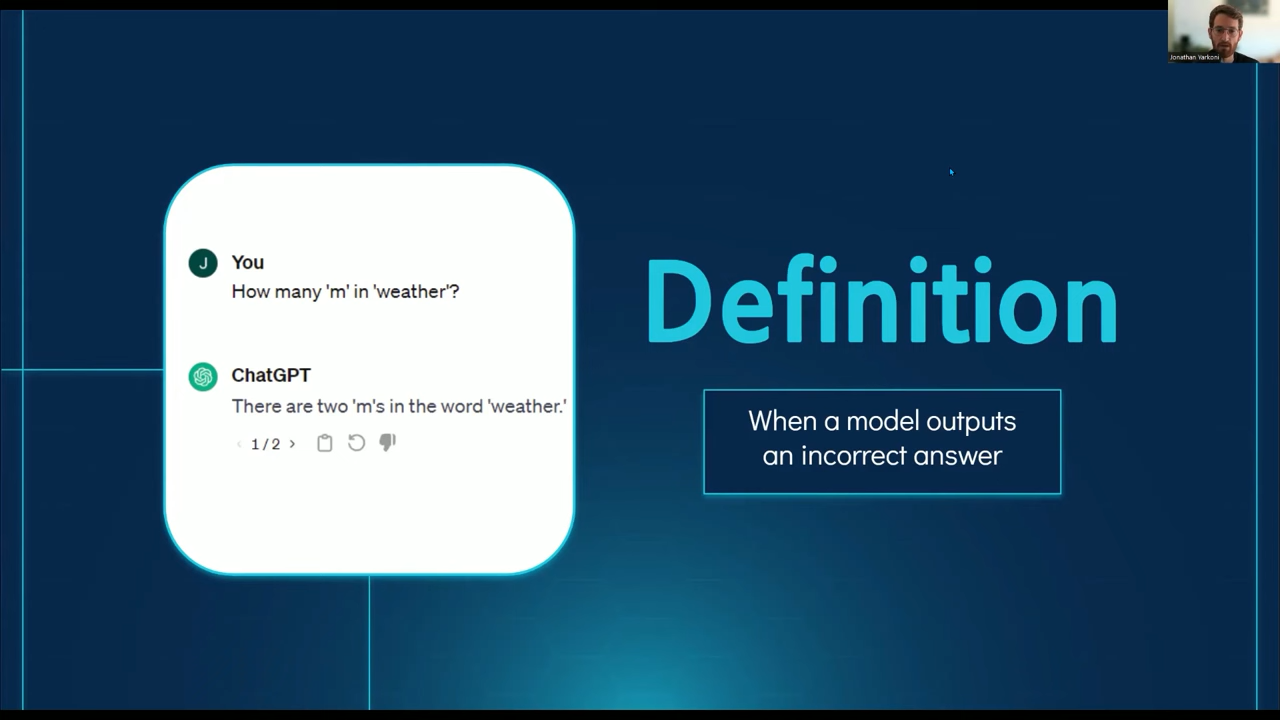 Jonathan Yarkoni
J
You
How many 'm' in 'weather'?
ChatGPT
There are two 'm's in the word 'weather.'
1 / 2
Definition
When a model outputs
an incorrect answer